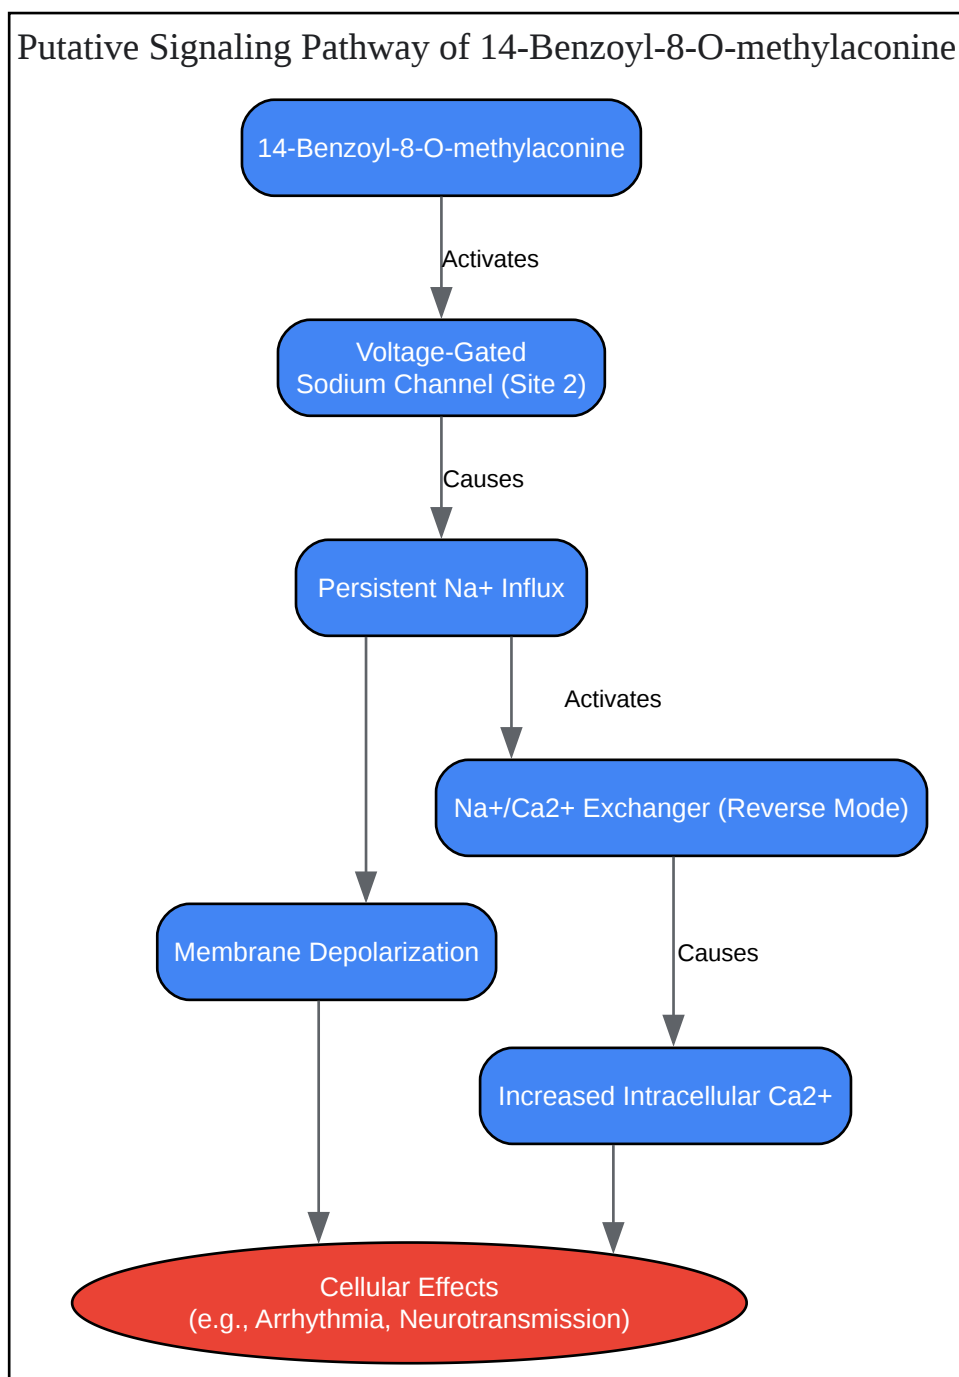 Putative Signaling Pathway of 14-Benzoyl-8-O-methylaconine
14-Benzoyl-8-O-methylaconine
Activates
Voltage-Gated
Sodium Channel (Site 2)
Causes
Persistent Na+ Influx
Activates
Na+/Ca2+ Exchanger (Reverse Mode)
Membrane Depolarization
Causes
Increased Intracellular Ca2+
Cellular Effects
(e.g., Arrhythmia, Neurotransmission)